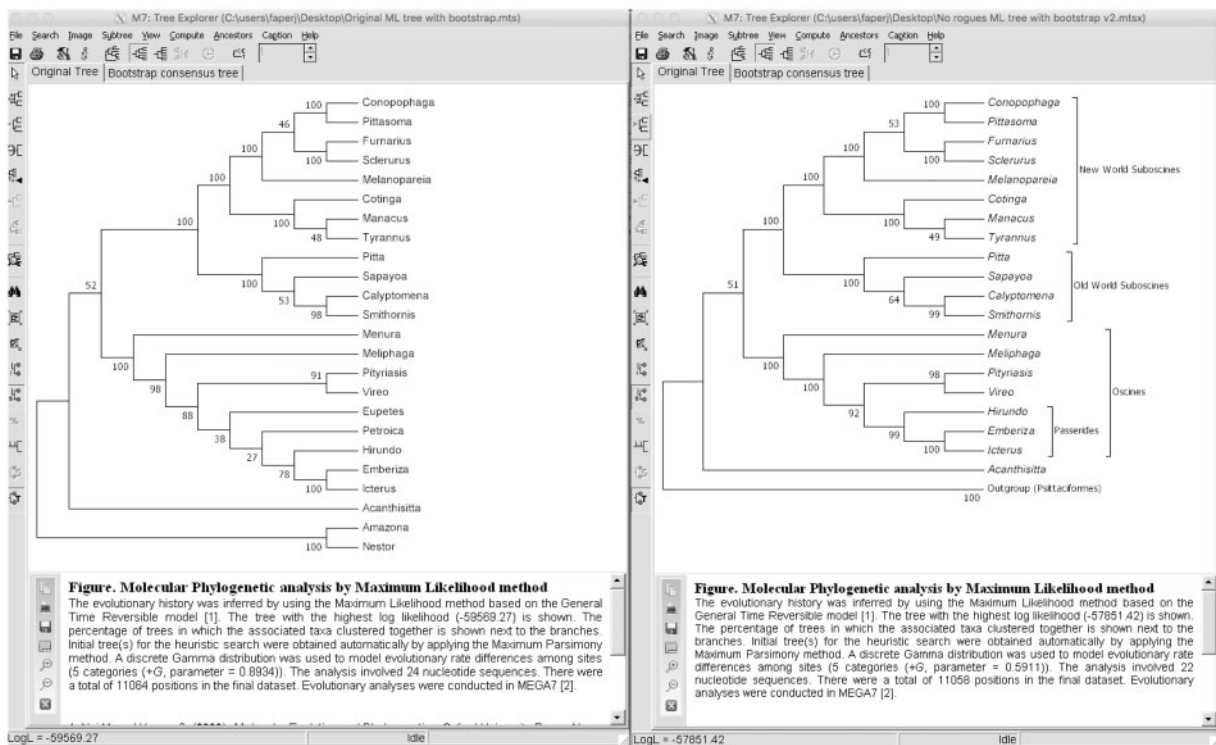 M7: Tree Explorer (C:\users\faperj\Desktop\Original ML tree with bootstrap.mts)
File Search Image Subtree View Compute Ancestors Caption Help
Original Tree Bootstrap consensus tree
100 Conopophaga
46 Pittasoma
Furnarius
100 100 Sclerurus
100 Melanopareia
Cotinga
100 Manacus
100 48 Tyrannus
Pitta
100 Sapayoa
52 53 Calyptomena
98 Smithornis
Menura
100 Meliphaga
98 91 Pityriasis
Vireo
88 Eupetes
38 Petroica
27 Hirundo
78 Emberiza
100 Icterus
Acanthisitta
Amazona
100 Nestor
Figure. Molecular Phylogenetic analysis by Maximum Likelihood method
The evolutionary history was inferred by using the Maximum Likelihood method based on the General
Time Reversible model [1]. The tree with the highest log likelihood (-59569.27) is shown. The
percentage of trees in which the associated taxa clustered together is shown next to the branches.
Initial tree(s) for the heuristic search were obtained automatically by applying the Maximum Parsimony
method. A discrete Gamma distribution was used to model evolutionary rate differences among sites
(5 categories (+G, parameter = 0.8934)). The analysis involved 24 nucleotide sequences. There were
a total of 11064 positions in the final dataset. Evolutionary analyses were conducted in MEGA7 [2].
LogL = -59569.27 Idle
M7: Tree Explorer (C:\users\faperj\Desktop\No rogues ML tree with bootstrap v2.mtsx)
File Search Image Subtree View Compute Ancestors Caption Help
Original Tree Bootstrap consensus tree
100 Conopophaga
53 Pittasoma
Furnarius
100 100 Sclerurus
100 Melanopareia New World Suboscines
Cotinga
100 Manacus
100 49 Tyrannus
Pitta
100 Sapayoa
51 64 Calyptomena Old World Suboscines
99 Smithornis
Menura
100 Meliphaga
100 98 Pityriasis
Vireo Oscines
92 Hirundo
99 Emberiza Passerides
100 Icterus
Acanthisitta
100 Outgroup (Psittaciformes)
Figure. Molecular Phylogenetic analysis by Maximum Likelihood method
The evolutionary history was inferred by using the Maximum Likelihood method based on the
General Time Reversible model [1]. The tree with the highest log likelihood (-57851.42) is shown.
The percentage of trees in which the associated taxa clustered together is shown next to the
branches. Initial tree(s) for the heuristic search were obtained automatically by applying the
Maximum Parsimony method. A discrete Gamma distribution was used to model evolutionary rate
differences among sites (5 categories (+G, parameter = 0.5911)). The analysis involved 22
nucleotide sequences. There were a total of 11058 positions in the final dataset. Evolutionary
analyses were conducted in MEGA7 [2].
LogL = -57851.42 Idle